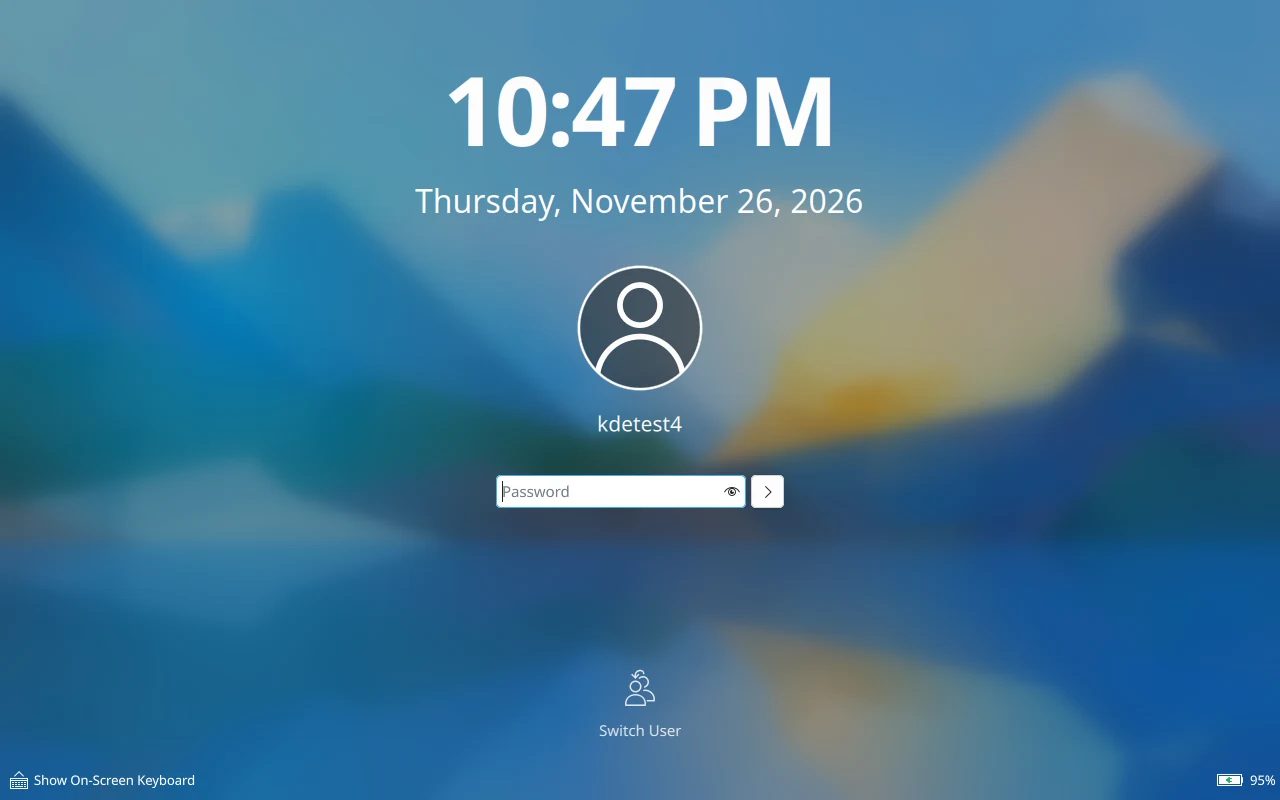 10:47 PM
Thursday, November 26, 2026
kdetest4
Password
Switch User
Show On-Screen Keyboard
95%